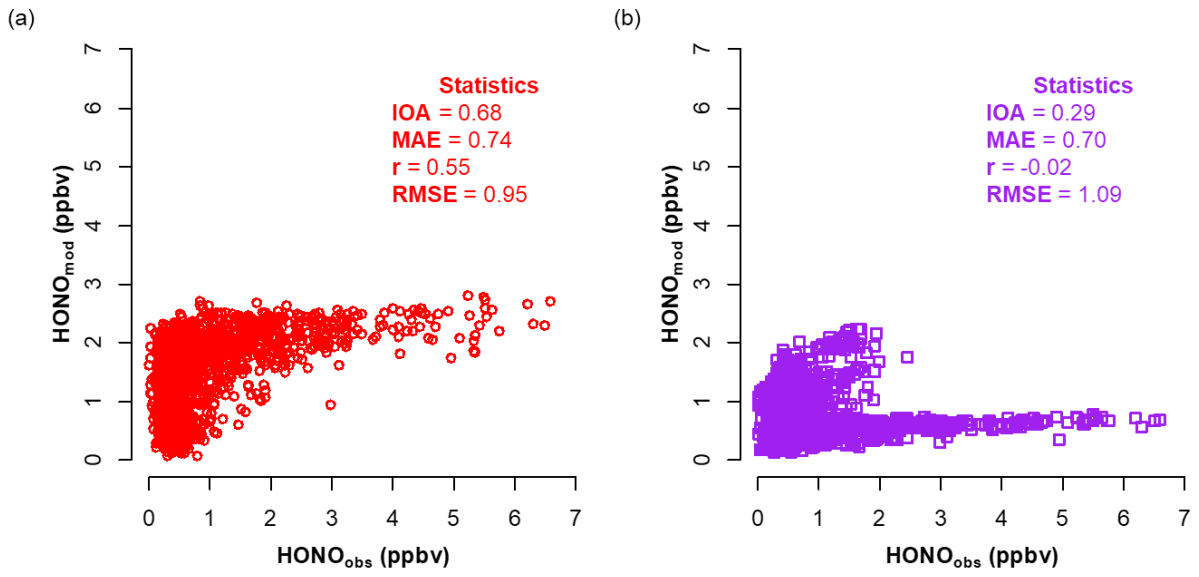 (a)
HONOmod (ppbv)
7
6
5
4
3
2
1
0
Statistics
IOA = 0.68
MAE = 0.74
r = 0.55
RMSE = 0.95
0 1 2 3 4 5 6 7
HONOobs (ppbv)
(b)
HONOmod (ppbv)
7
6
5
4
3
2
1
0
Statistics
IOA = 0.29
MAE = 0.70
r = -0.02
RMSE = 1.09
0 1 2 3 4 5 6 7
HONOobs (ppbv)